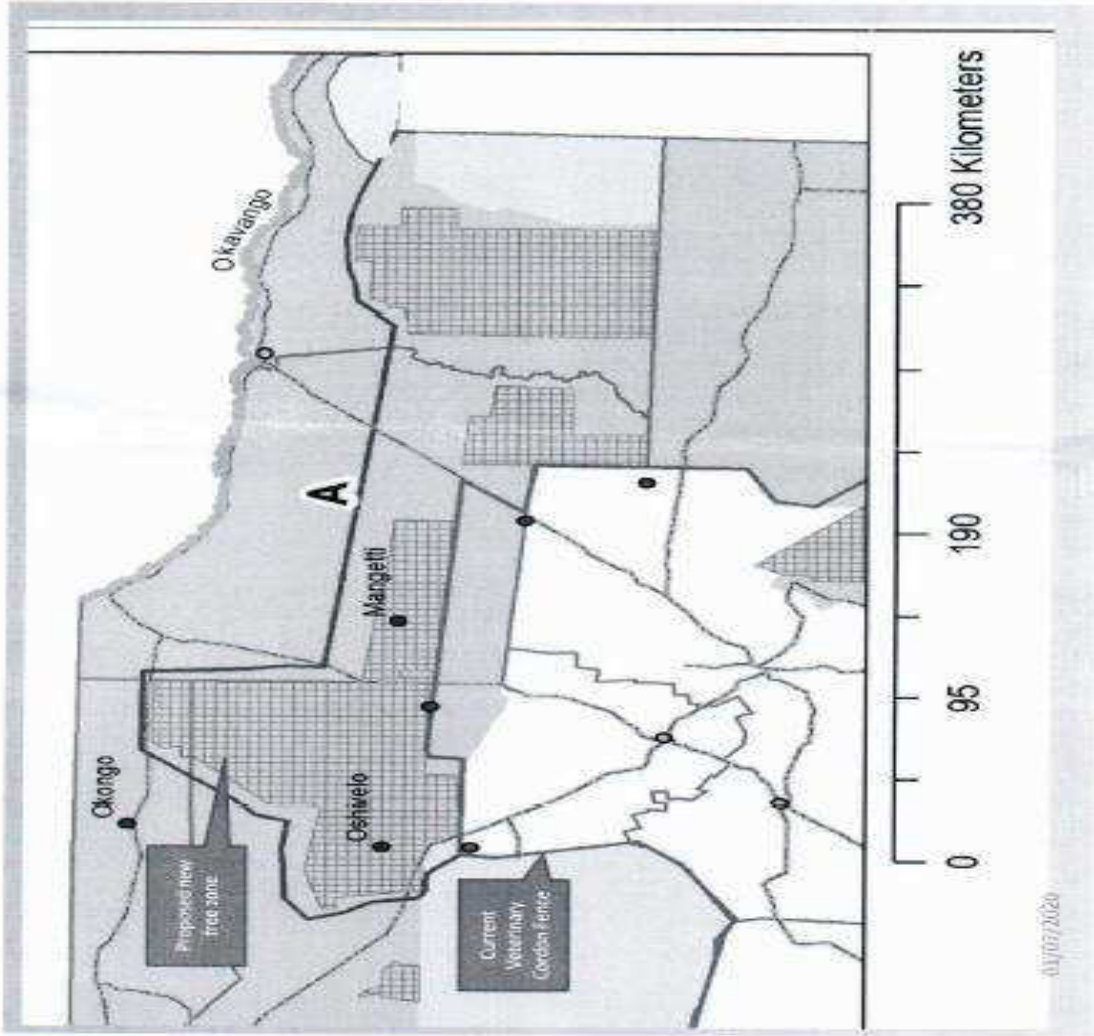 Okongo
Okavango
Proposed new
free zone
A
Oshivelo
Mangetti
Current
Veterinary
Cordon Fence
0
95
190
380 Kilometers